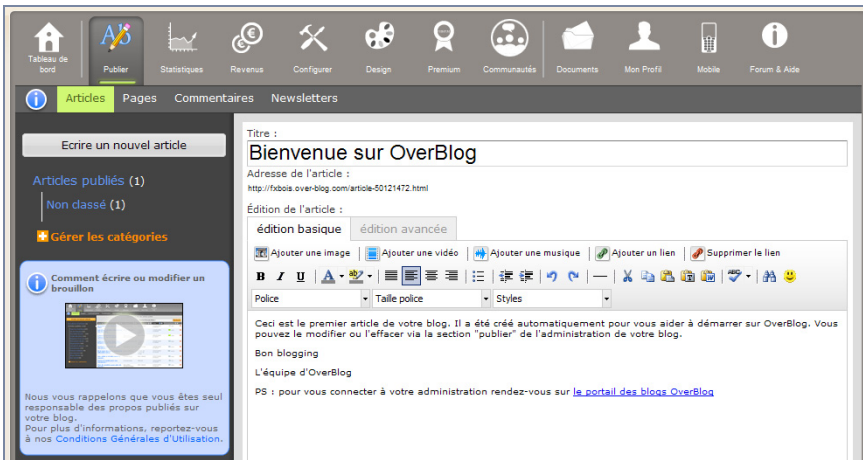 Tableau de bord
Publier
Statistiques
Revenus
Configurer
Design
Premium
Communautés
Documents
Mon Profil
Mobile
Forum & Aide
Articles Pages Commentaires Newsletters
Ecrire un nouvel article
Articles publiés (1)
Non classé (1)
Gérer les catégories
Comment écrire ou modifier un
brouillon
Nous vous rappelons que vous êtes seul
responsable des propos publiés sur
votre blog.
Pour plus d'informations, reportez-vous
à nos Conditions Générales d'Utilisation.
Titre :
Bienvenue sur OverBlog
Adresse de l'article :
http://fxbois.over-blog.com/article-50121472.html
Édition de l'article :
édition basique édition avancée
Ajouter une image Ajouter une vidéo Ajouter une musique Ajouter un lien Supprimer le lien
B I U A ab ABC
Police Taille police Styles
Ceci est le premier article de votre blog. Il a été créé automatiquement pour vous aider à démarrer sur OverBlog. Vous
pouvez le modifier ou l'effacer via la section "publier" de l'administration de votre blog.
Bon blogging
L'équipe d'OverBlog
PS : pour vous connecter à votre administration rendez-vous sur le portail des blogs OverBlog